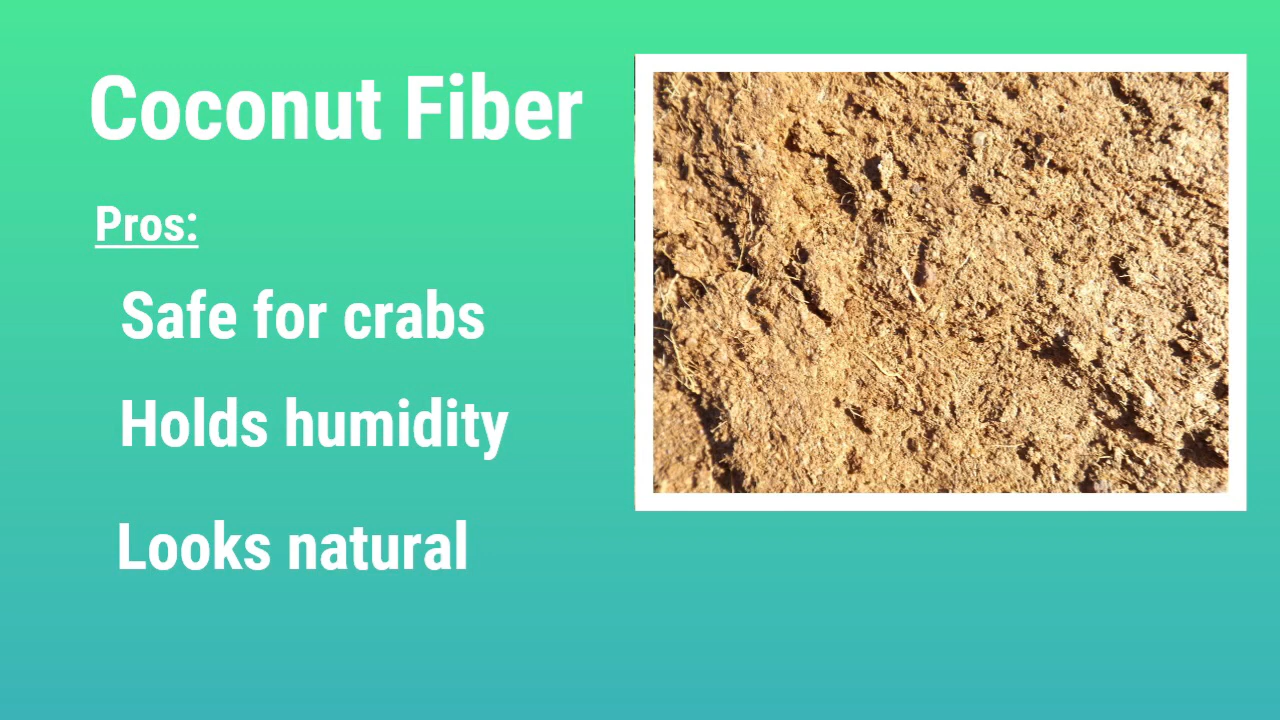 Coconut Fiber
Pros:
Safe for crabs
Holds humidity
Looks natural